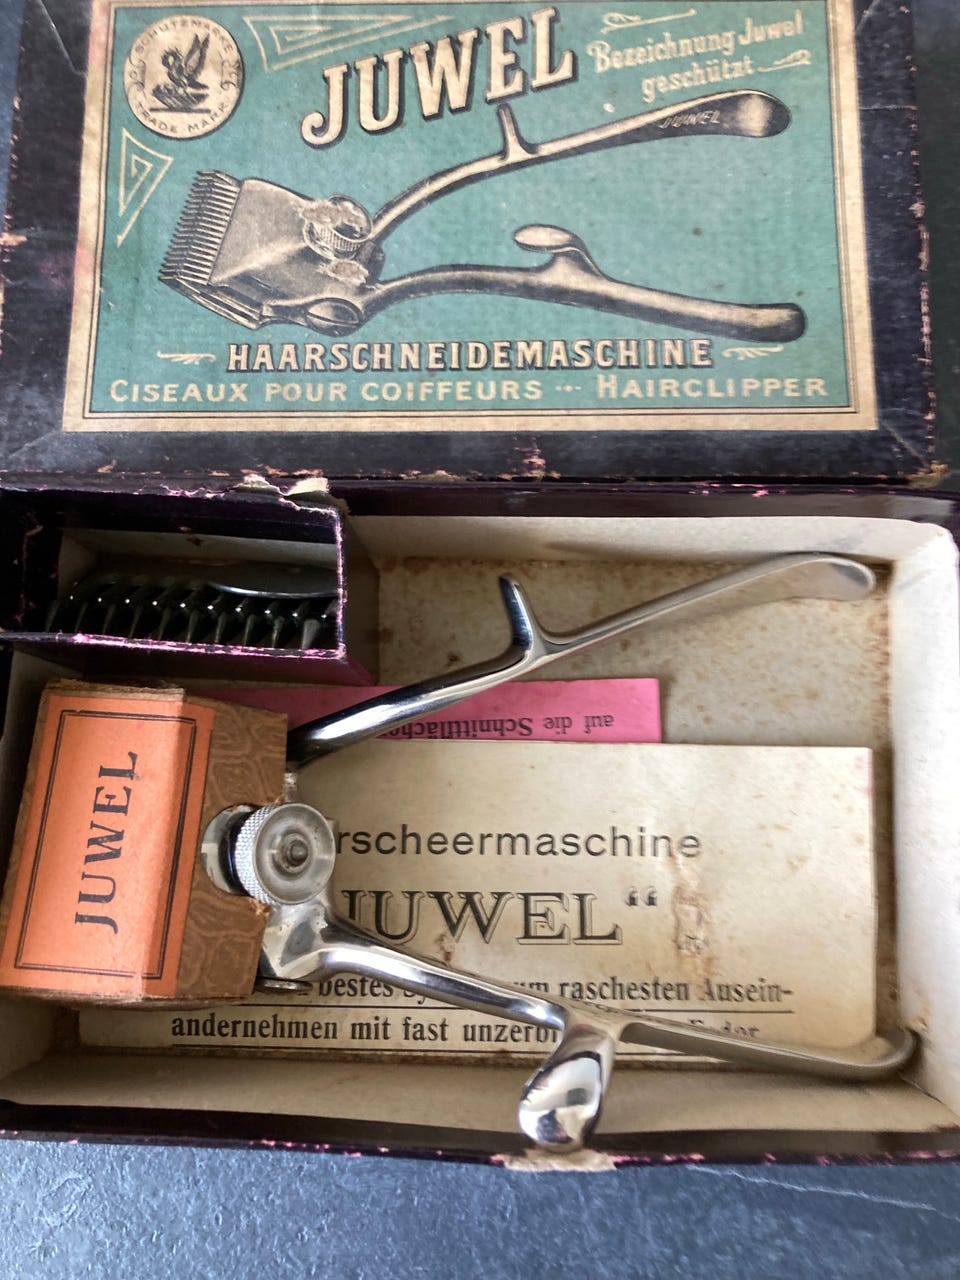 SCHUTZMARKE
TRADE-MARK
JUWEL
Bezeichnung Juwel
geschützt
JUWEL
HAARSCHNEIDEMASCHINE
CISEAUX POUR COIFFEURS ··· HAIRCLIPPER
auf die Schnittfläche
JUWEL
rscheermaschine
JUWEL“
bestes raschesten Ausein-
andernehmen mit fast